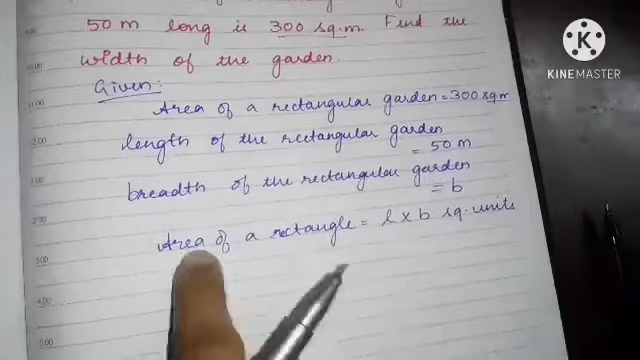 50 m long is 300 sq.m. Find the
width of the garden.
Given:
Area of a rectangular garden = 300 sqm
length of the rectangular garden
= 50 m
breadth of the rectangular garden
= b
Area of a rectangle = l x b sq. units
KINEMASTER